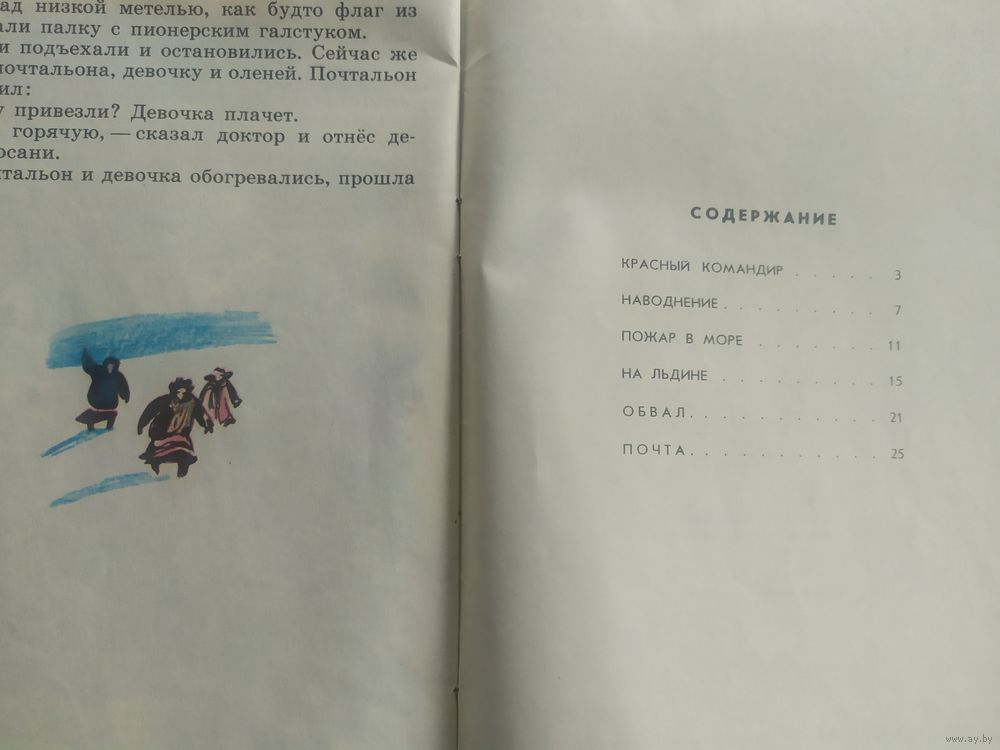 ад низкой метелью, как будто флаг из
али палку с пионерским галстуком.
и подъехали и остановились. Сейчас же
почтальона, девочку и оленей. Почтальон
ил:
у привезли? Девочка плачет.
горячую, — сказал доктор и отнёс де-
осани.
тальон и девочка обогревались, прошла
СОДЕРЖАНИЕ
КРАСНЫЙ КОМАНДИР . . . . . 3
НАВОДНЕНИЕ . . . . . . . . . 7
ПОЖАР В МОРЕ . . . . . . . 11
НА ЛЬДИНЕ . . . . . . . . . 15
ОБВАЛ . . . . . . . . . . . 21
ПОЧТА . . . . . . . . . . . 25
www.ay.by